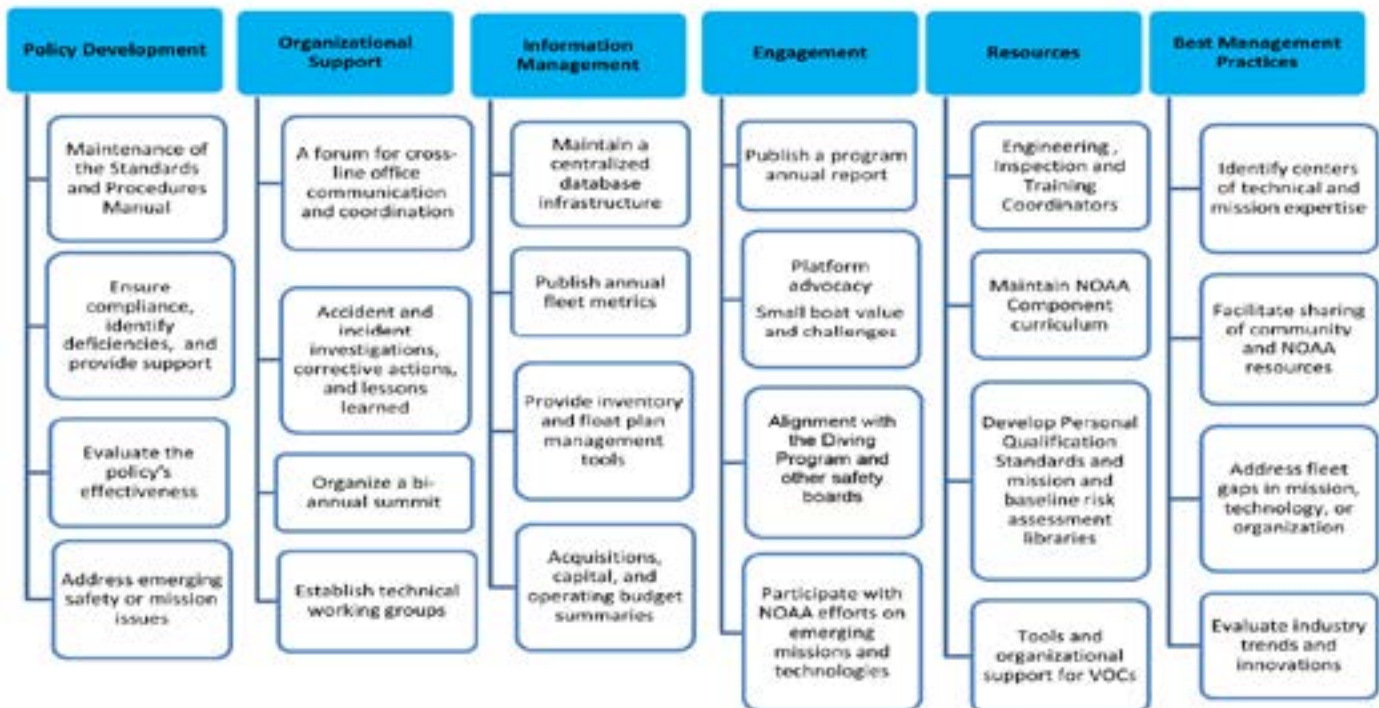 Policy Development
Maintenance of
the Standards
and Procedures
Manual
Ensure
compliance,
identify
deficiencies, and
provide support
Evaluate the
policy's
effectiveness
Address emerging
safety or mission
issues
Organizational
Support
A forum for cross-
line office
communication
and coordination
Accident and
incident
investigations,
corrective actions,
and lessons
learned
Organize a bi-
annual summit
Establish technical
working groups
Information
Management
Maintain a
centralized
database
infrastructure
Publish annual
fleet metrics
Provide inventory
and float plan
management
tools
Acquisitions,
capital, and
operating budget
summaries
Engagement
Publish a program
annual report
Platform
advocacy
Small boat value
and challenges
Alignment with
the Diving
Program and
other safety
boards
Participate with
NOAA efforts on
emerging
missions and
technologies
Resources
Engineering ,
Inspection and
Training
Coordinators
Maintain NOAA
Component
curriculum
Develop Personal
Qualification
Standards and
mission and
baseline risk
assessment
libraries
Tools and
organizational
support for VOCs
Best Management
Practices
Identify centers
of technical and
mission expertise
Facilitate sharing
of community
and NOAA
resources
Address fleet
gaps in mission,
technology, or
organization
Evaluate industry
trends and
innovations